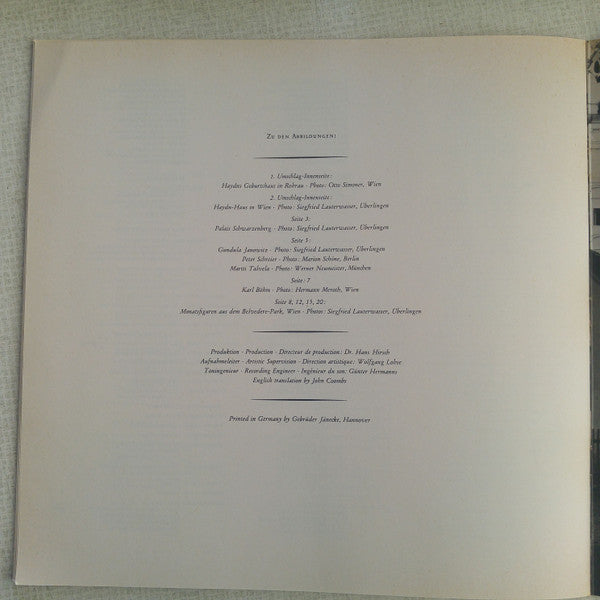 ZU DEN ABBILDUNGEN:
1. Umschlag-Innenseite:
Haydns Geburtshaus in Rohrau · Photo: Otto Simoner, Wien
2. Umschlag-Innenseite:
Haydn-Haus in Wien · Photo: Siegfried Lauterwasser, Überlingen
Seite 3:
Palais Schwarzenberg · Photo: Siegfried Lauterwasser, Überlingen
Seite 5:
Gundula Janowitz · Photo: Siegfried Lauterwasser, Überlingen
Peter Schreier · Photo: Marion Schöne, Berlin
Martti Talvela · Photo: Werner Neumeister, München
Seite: 7
Karl Böhm · Photo: Hermann Meroth, Wien
Seite 8, 12, 15, 20:
Monatsfiguren aus dem Belvedere-Park, Wien · Photos: Siegfried Lauterwasser, Überlingen
Produktion · Production · Directeur de production: Dr. Hans Hirsch
Aufnahmeleiter · Artistic Supervision · Direction artistique: Wolfgang Lohse
Toningenieur · Recording Engineer · Ingénieur du son: Günter Hermanns
English translation by John Coombs
Printed in Germany by Gebrüder Jänecke, Hannover